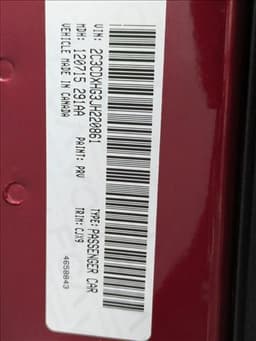 VIN: 2C3CDXHG3JH220861
TYPE: PASSENGER CAR
MDH: 120715 291AA
PAINT: PRV
TRIM: CJX9
VEHICLE MADE IN CANADA
4658843